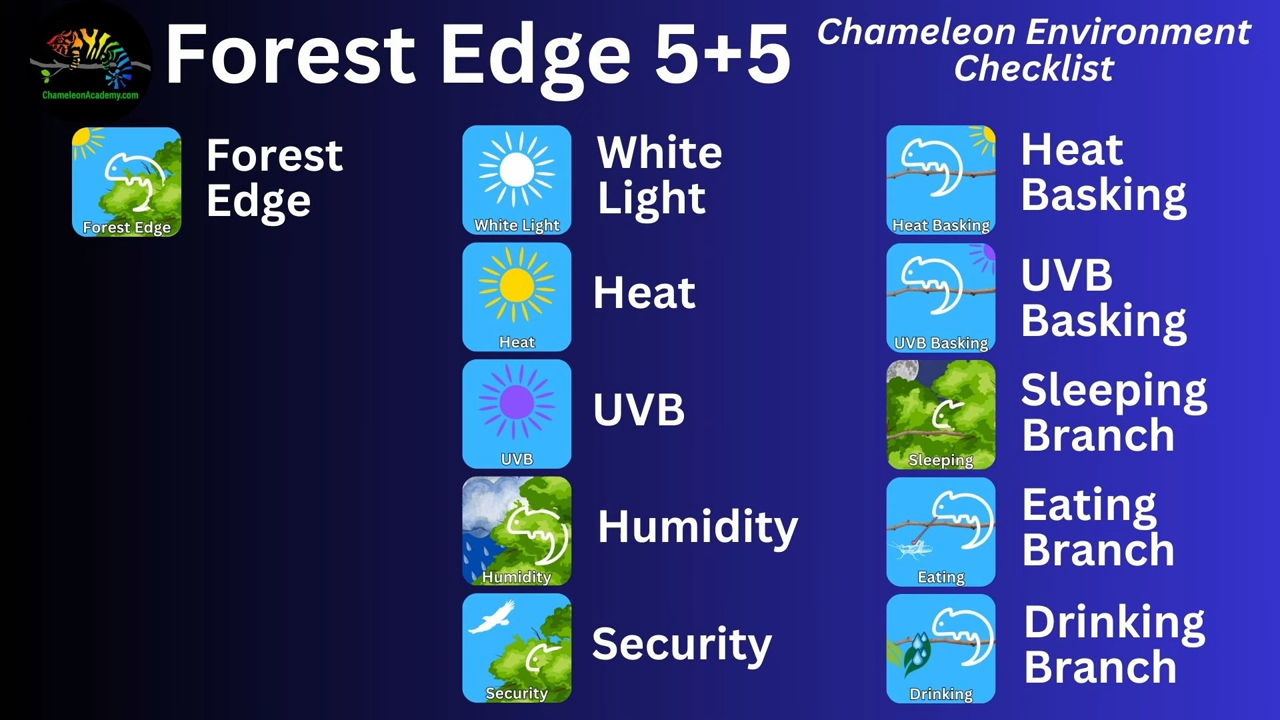 ChameleonAcademy.com
Forest Edge 5+5
Chameleon Environment
Checklist
Forest Edge
Forest
Edge
White Light
White
Light
Heat
Heat
UVB
UVB
Humidity
Humidity
Security
Security
Heat Basking
Heat
Basking
UVB Basking
UVB
Basking
Sleeping
Sleeping
Branch
Eating
Eating
Branch
Drinking
Drinking
Branch